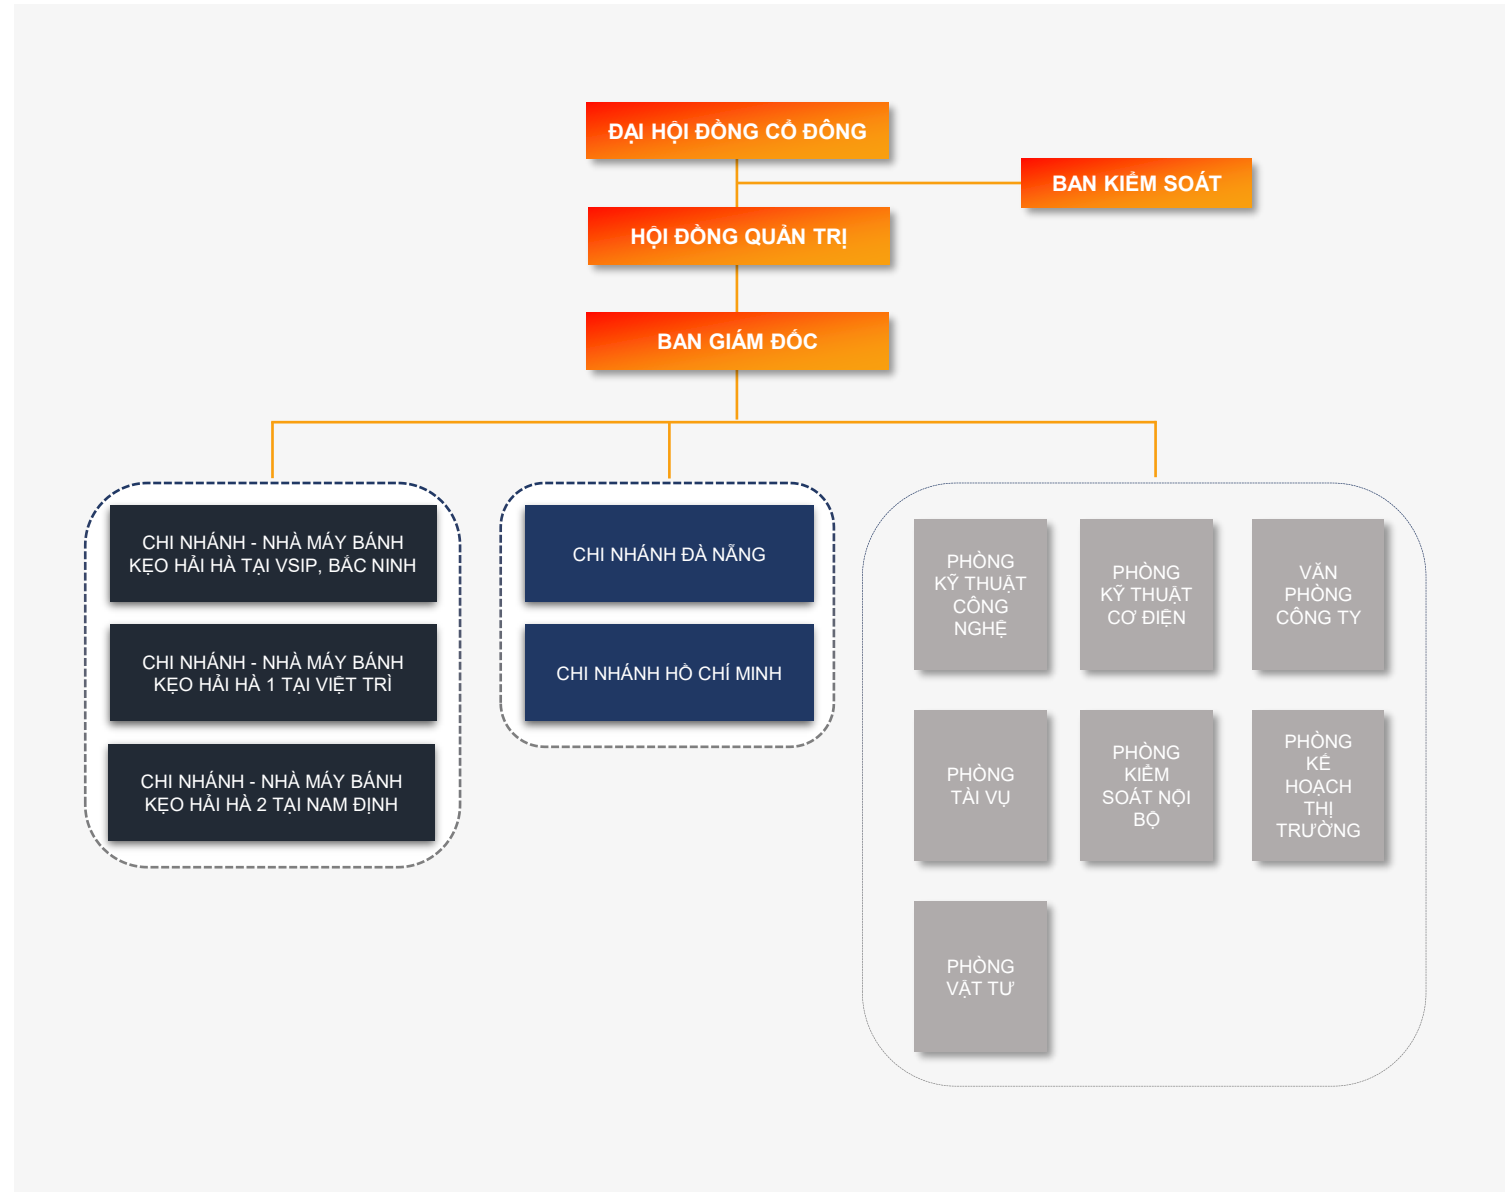 ĐẠI HỘI ĐỒNG CỔ ĐÔNG
BAN KIỂM SOÁT
HỘI ĐỒNG QUẢN TRỊ
BAN GIÁM ĐỐC
CHI NHÁNH - NHÀ MÁY BÁNH
KẸO HẢI HÀ TẠI VSIP, BẮC NINH
CHI NHÁNH - NHÀ MÁY BÁNH
KẸO HẢI HÀ 1 TẠI VIỆT TRÌ
CHI NHÁNH - NHÀ MÁY BÁNH
KẸO HẢI HÀ 2 TẠI NAM ĐỊNH
CHI NHÁNH ĐÀ NẴNG
CHI NHÁNH HỒ CHÍ MINH
PHÒNG
KỸ THUẬT
CÔNG
NGHỆ
PHÒNG
KỸ THUẬT
CƠ ĐIỆN
VĂN
PHÒNG
CÔNG TY
PHÒNG
TÀI VỤ
PHÒNG
KIỂM
SOÁT NỘI
BỘ
PHÒNG
KẾ
HOẠCH
THỊ
TRƯỜNG
PHÒNG
VẬT TƯ